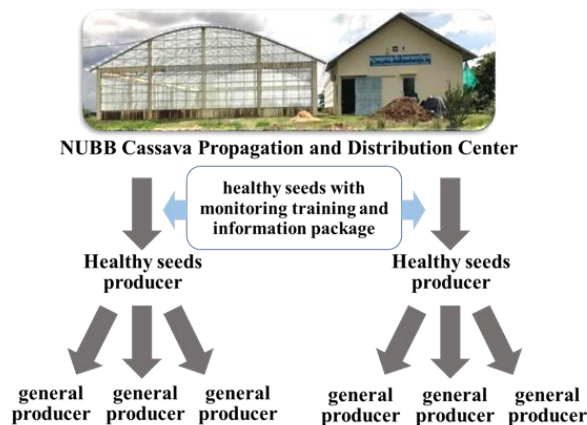 NUBB Cassava Propagation and Distribution Center
healthy seeds with
monitoring training and
information package
Healthy seeds
producer
Healthy seeds
producer
general
producer
general
producer
general
producer
general
producer
general
producer
general
producer